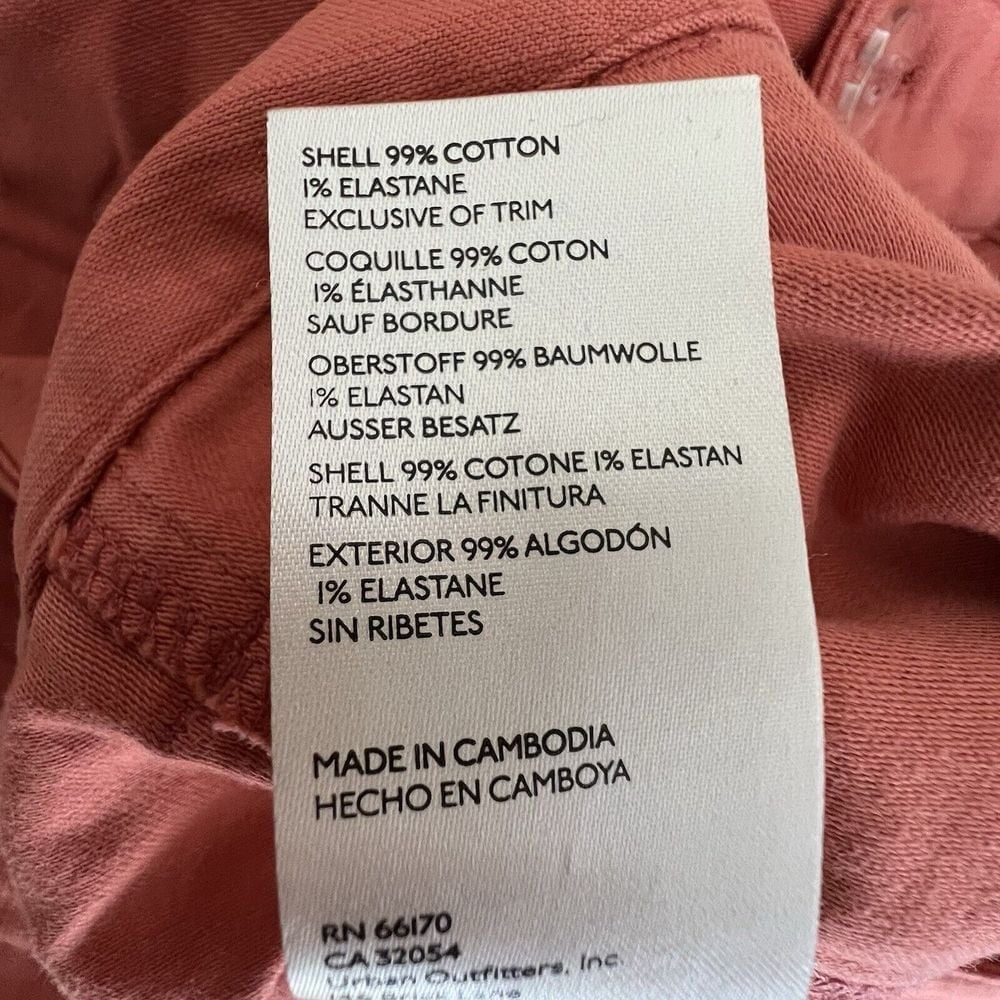 SHELL 99% COTTON
1% ELASTANE
EXCLUSIVE OF TRIM
COQUILLE 99% COTON
1% ÉLASTHANNE
SAUF BORDURE
OBERSTOFF 99% BAUMWOLLE
1% ELASTAN
AUSSER BESATZ
SHELL 99% COTONE 1% ELASTAN
TRANNE LA FINITURA
EXTERIOR 99% ALGODÓN
1% ELASTANE
SIN RIBETES
MADE IN CAMBODIA
HECHO EN CAMBOYA
RN 66170
CA 32054
Urban Outfitters, Inc.